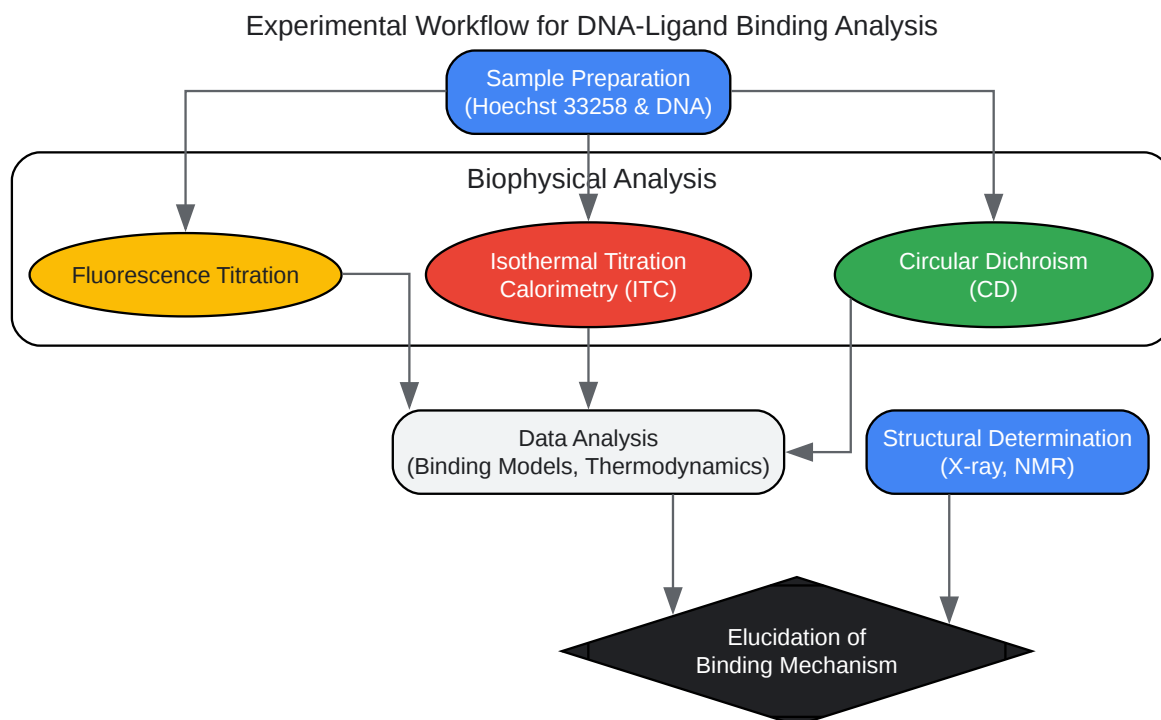 Experimental Workflow for DNA-Ligand Binding Analysis
Sample Preparation
(Hoechst 33258 & DNA)
Biophysical Analysis
Fluorescence Titration
Isothermal Titration
Calorimetry (ITC)
Circular Dichroism
(CD)
Data Analysis
(Binding Models, Thermodynamics)
Structural Determination
(X-ray, NMR)
Elucidation of
Binding Mechanism